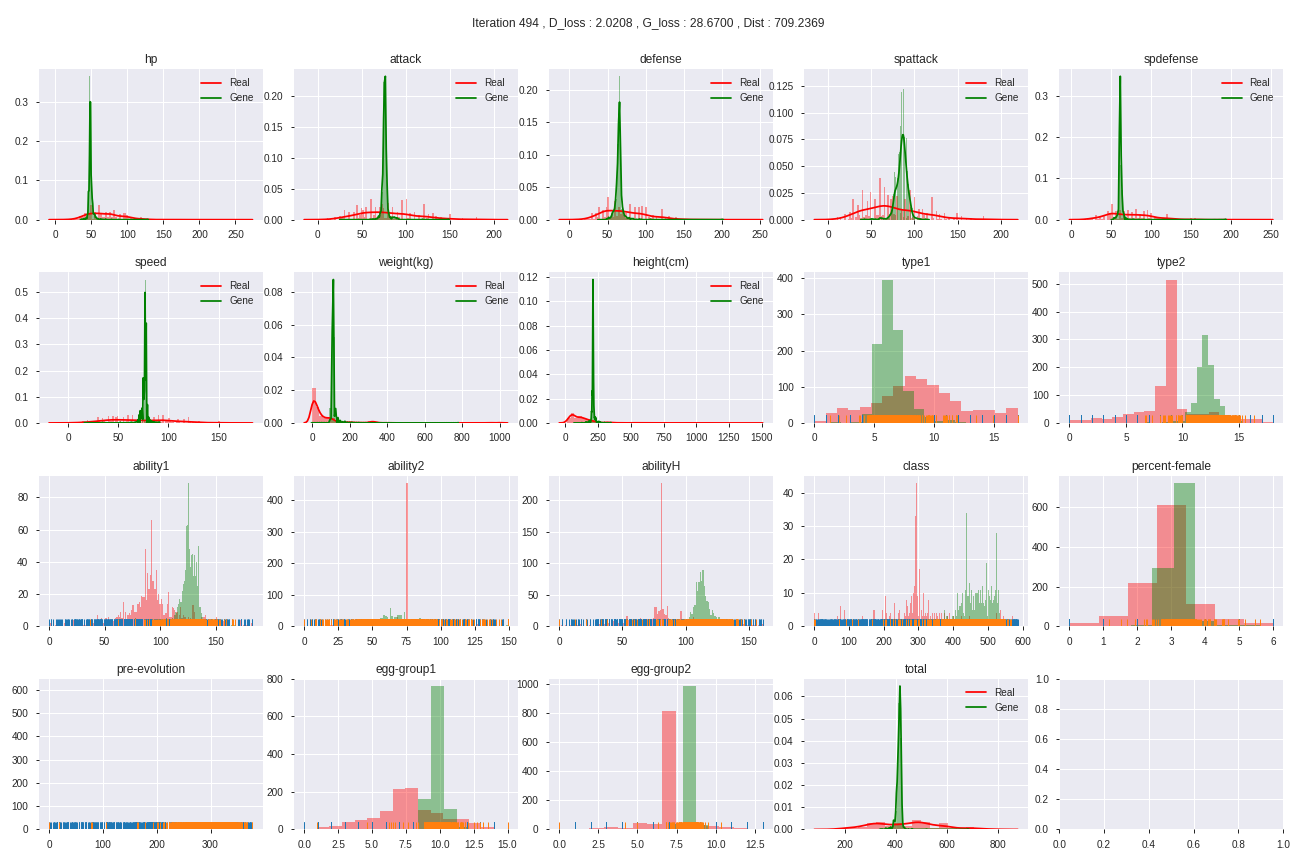 Iteration 494 , D_loss : 2.0208 , G_loss : 28.6700 , Dist : 709.2369
hp
attack
defense
spattack
spdefense
Real
Gene
Real
Gene
Real
Gene
Real
Gene
Real
Gene
0.3
0.2
0.1
0.0
0.20
0.15
0.10
0.05
0.00
0.20
0.15
0.10
0.05
0.00
0.125
0.100
0.075
0.050
0.025
0.000
0.3
0.2
0.1
0.0
0 50 100 150 200 250
0 50 100 150 200
0 50 100 150 200 250
0 50 100 150 200
0 50 100 150 200 250
speed
weight(kg)
height(cm)
type1
type2
Real
Gene
Real
Gene
Real
Gene
0.5
0.4
0.3
0.2
0.1
0.0
0.08
0.06
0.04
0.02
0.00
0.12
0.10
0.08
0.06
0.04
0.02
0.00
400
300
200
100
0
500
400
300
200
100
0
0 50 100 150
0 200 400 600 800 1000
0 250 500 750 1000 1250 1500
0 5 10 15
0 5 10 15
ability1
ability2
abilityH
class
percent-female
80
60
40
20
0
400
300
200
100
0
200
150
100
50
0
40
30
20
10
0
600
400
200
0
0 50 100 150
0 25 50 75 100 125 150
0 50 100 150
0 100 200 300 400 500 600
0 1 2 3 4 5 6
pre-evolution
egg-group1
egg-group2
total
Real
Gene
600
500
400
300
200
100
0
800
600
400
200
0
1000
800
600
400
200
0
0.06
0.05
0.04
0.03
0.02
0.01
0.00
1.0
0.8
0.6
0.4
0.2
0.0
0 100 200 300
0.0 2.5 5.0 7.5 10.0 12.5 15.0
0.0 2.5 5.0 7.5 10.0 12.5
200 400 600 800
0.0 0.2 0.4 0.6 0.8 1.0